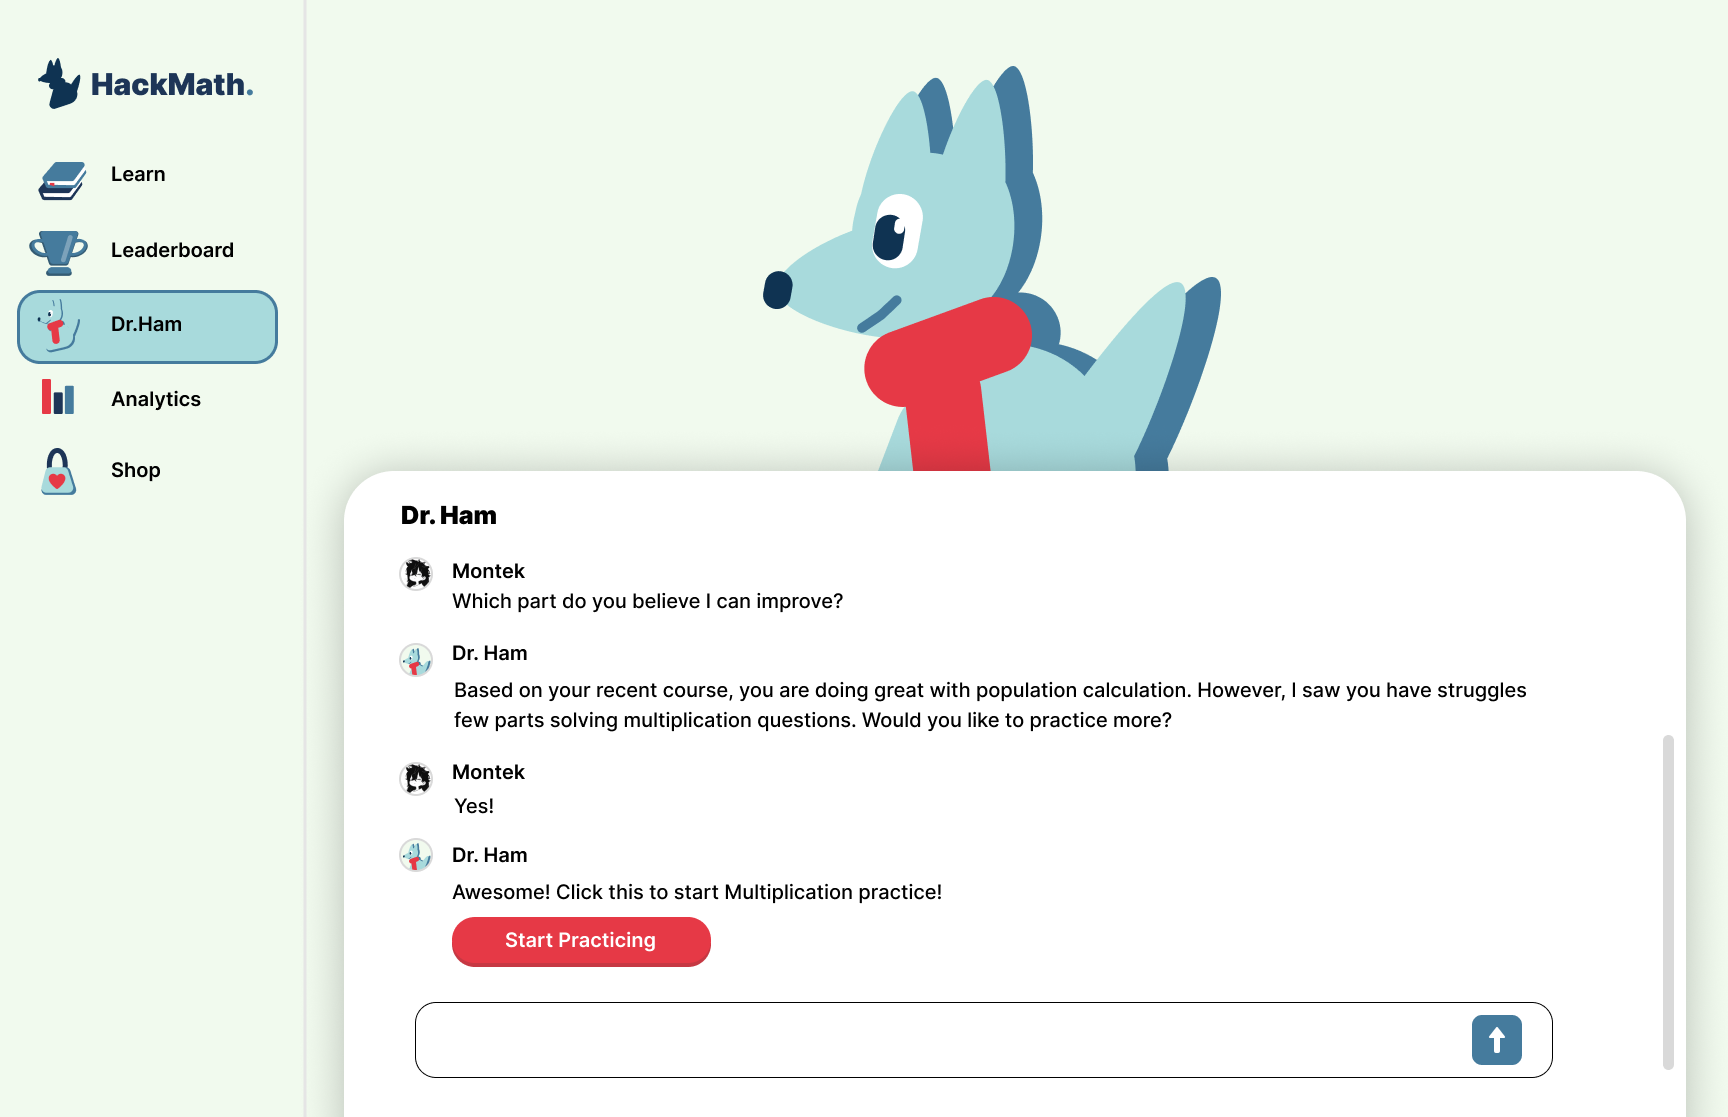 HackMath.
Learn
Leaderboard
Dr.Ham
Analytics
Shop
Dr. Ham
Montek
Which part do you believe I can improve?
Dr. Ham
Based on your recent course, you are doing great with population calculation. However, I saw you have struggles
few parts solving multiplication questions. Would you like to practice more?
Montek
Yes!
Dr. Ham
Awesome! Click this to start Multiplication practice!
Start Practicing